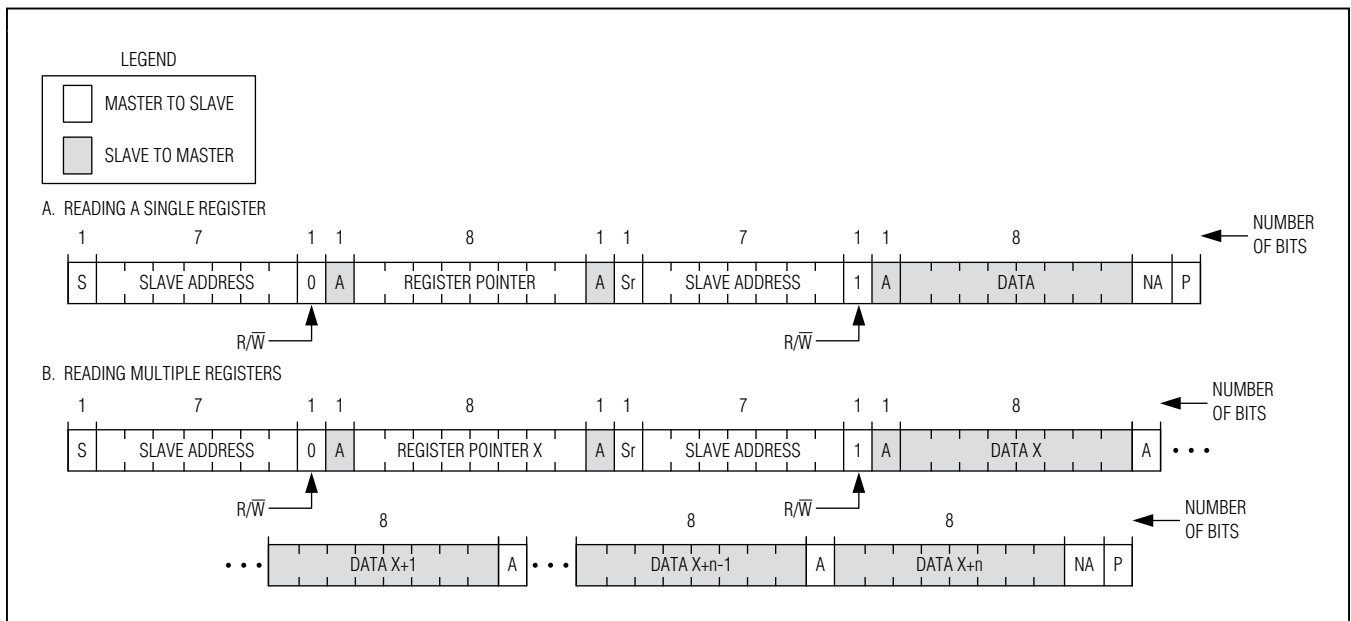 LEGEND
MASTER TO SLAVE
SLAVE TO MASTER
A. READING A SINGLE REGISTER
1 7 1 1 8 1 1 7 1 1 8 NUMBER OF BITS
S SLAVE ADDRESS 0 A REGISTER POINTER A Sr SLAVE ADDRESS 1 A DATA NA P
R/W̅ R/W̅
B. READING MULTIPLE REGISTERS
1 7 1 1 8 1 1 7 1 1 8 NUMBER OF BITS
S SLAVE ADDRESS 0 A REGISTER POINTER X A Sr SLAVE ADDRESS 1 A DATA X A • • •
R/W̅ R/W̅
8 8 8 NUMBER OF BITS
• • • DATA X+1 A • • • DATA X+n-1 A DATA X+n NA P